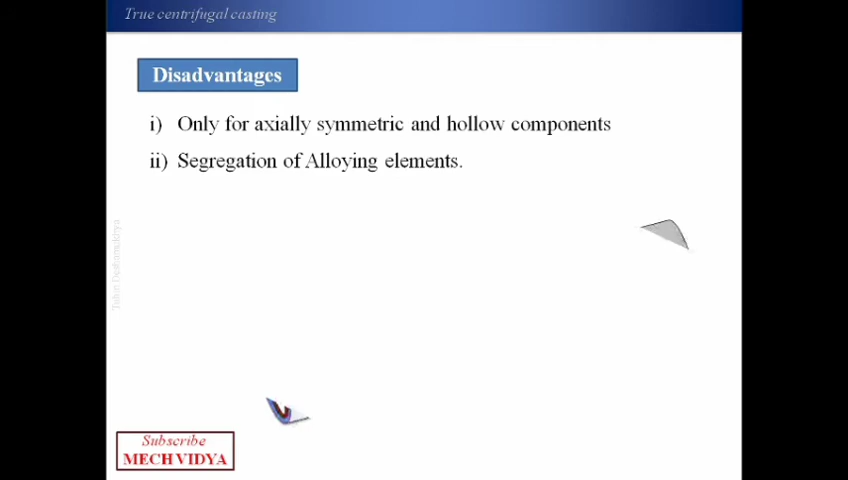 True centrifugal casting
Disadvantages
i) Only for axially symmetric and hollow components
ii) Segregation of Alloying elements.
Subscribe
MECH VIDYA